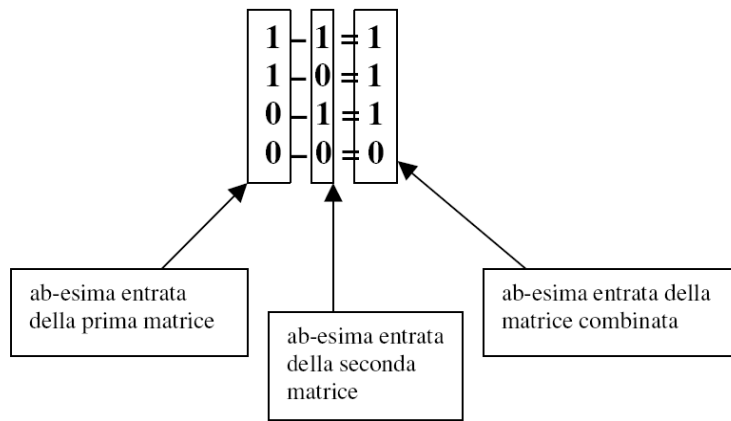 1 – 1 = 1
1 – 0 = 1
0 – 1 = 1
0 – 0 = 0
ab-esima entrata
della prima matrice
ab-esima entrata
della seconda
matrice
ab-esima entrata della
matrice combinata